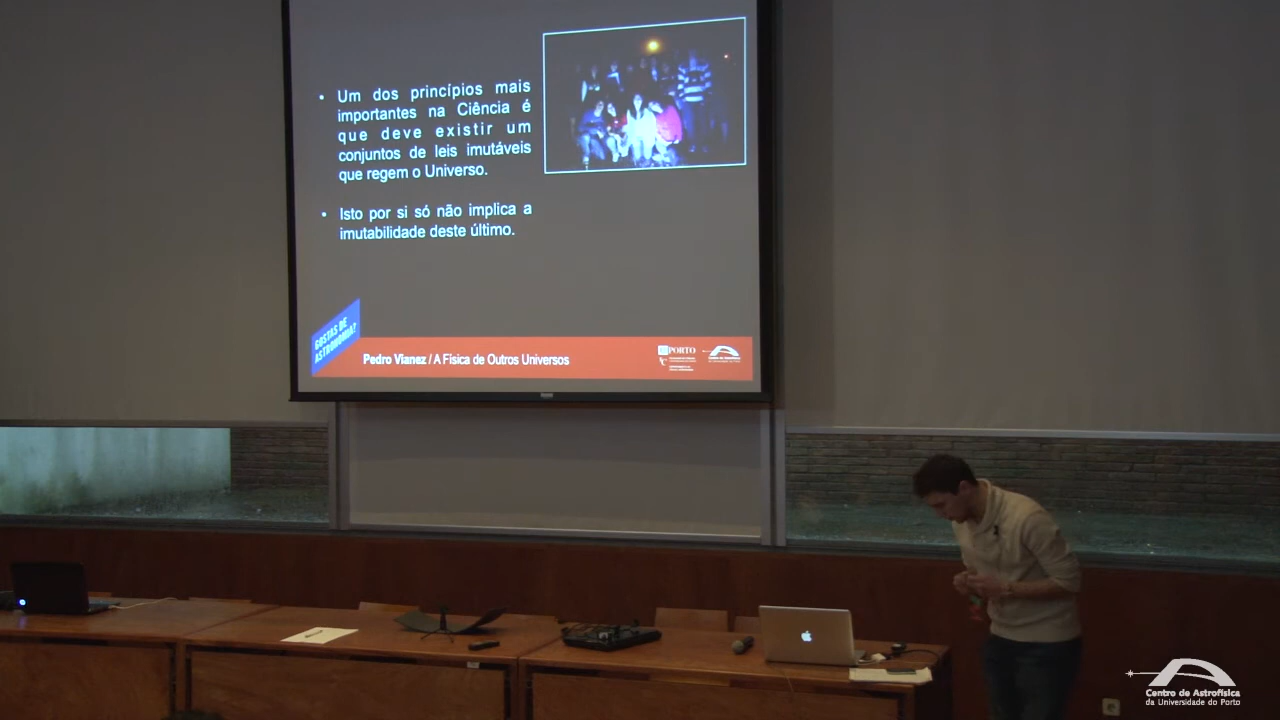 • Um dos princípios mais
importantes na Ciência é
que deve existir um
conjuntos de leis imutáveis
que regem o Universo.
• Isto por si só não implica a
imutabilidade deste último.
GOSTAS DE
ASTRONOMIA?
Pedro Vianez / A Física de Outros Universos
PORTO
Centro de Astrofísica
da Universidade do Porto